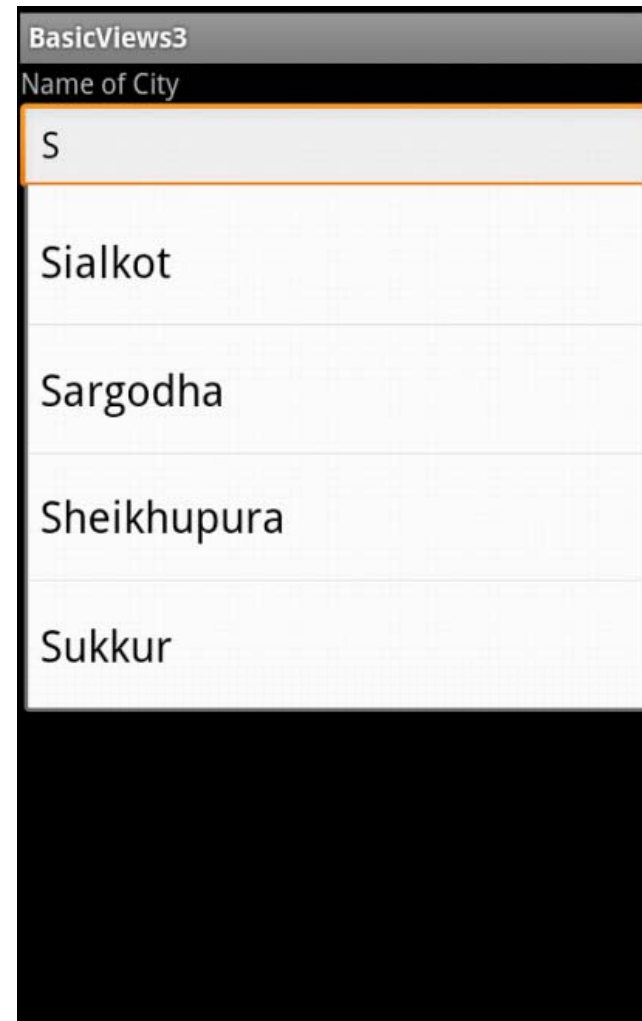 BasicViews3
Name of City
S
Sialkot
Sargodha
Sheikhupura
Sukkur